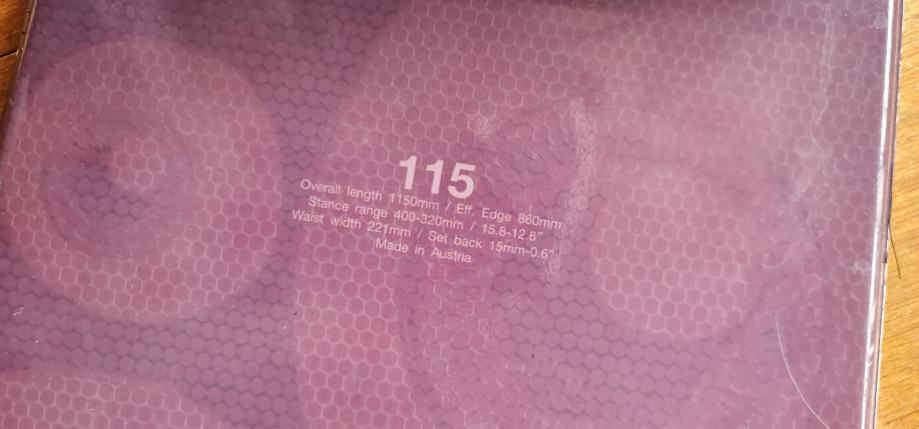 115
Overall length 1150mm / Eff. Edge 860mm
Stance range 400-320mm / 15.8-12.6"
Waist width 221mm / Set back 15mm-0.6"
Made in Austria